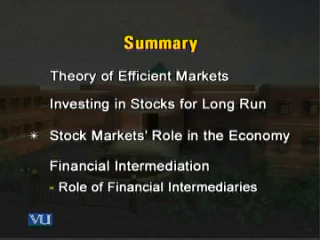 Summary
Theory of Efficient Markets
Investing in Stocks for Long Run
✶ Stock Markets' Role in the Economy
Financial Intermediation
- Role of Financial Intermediaries
VU